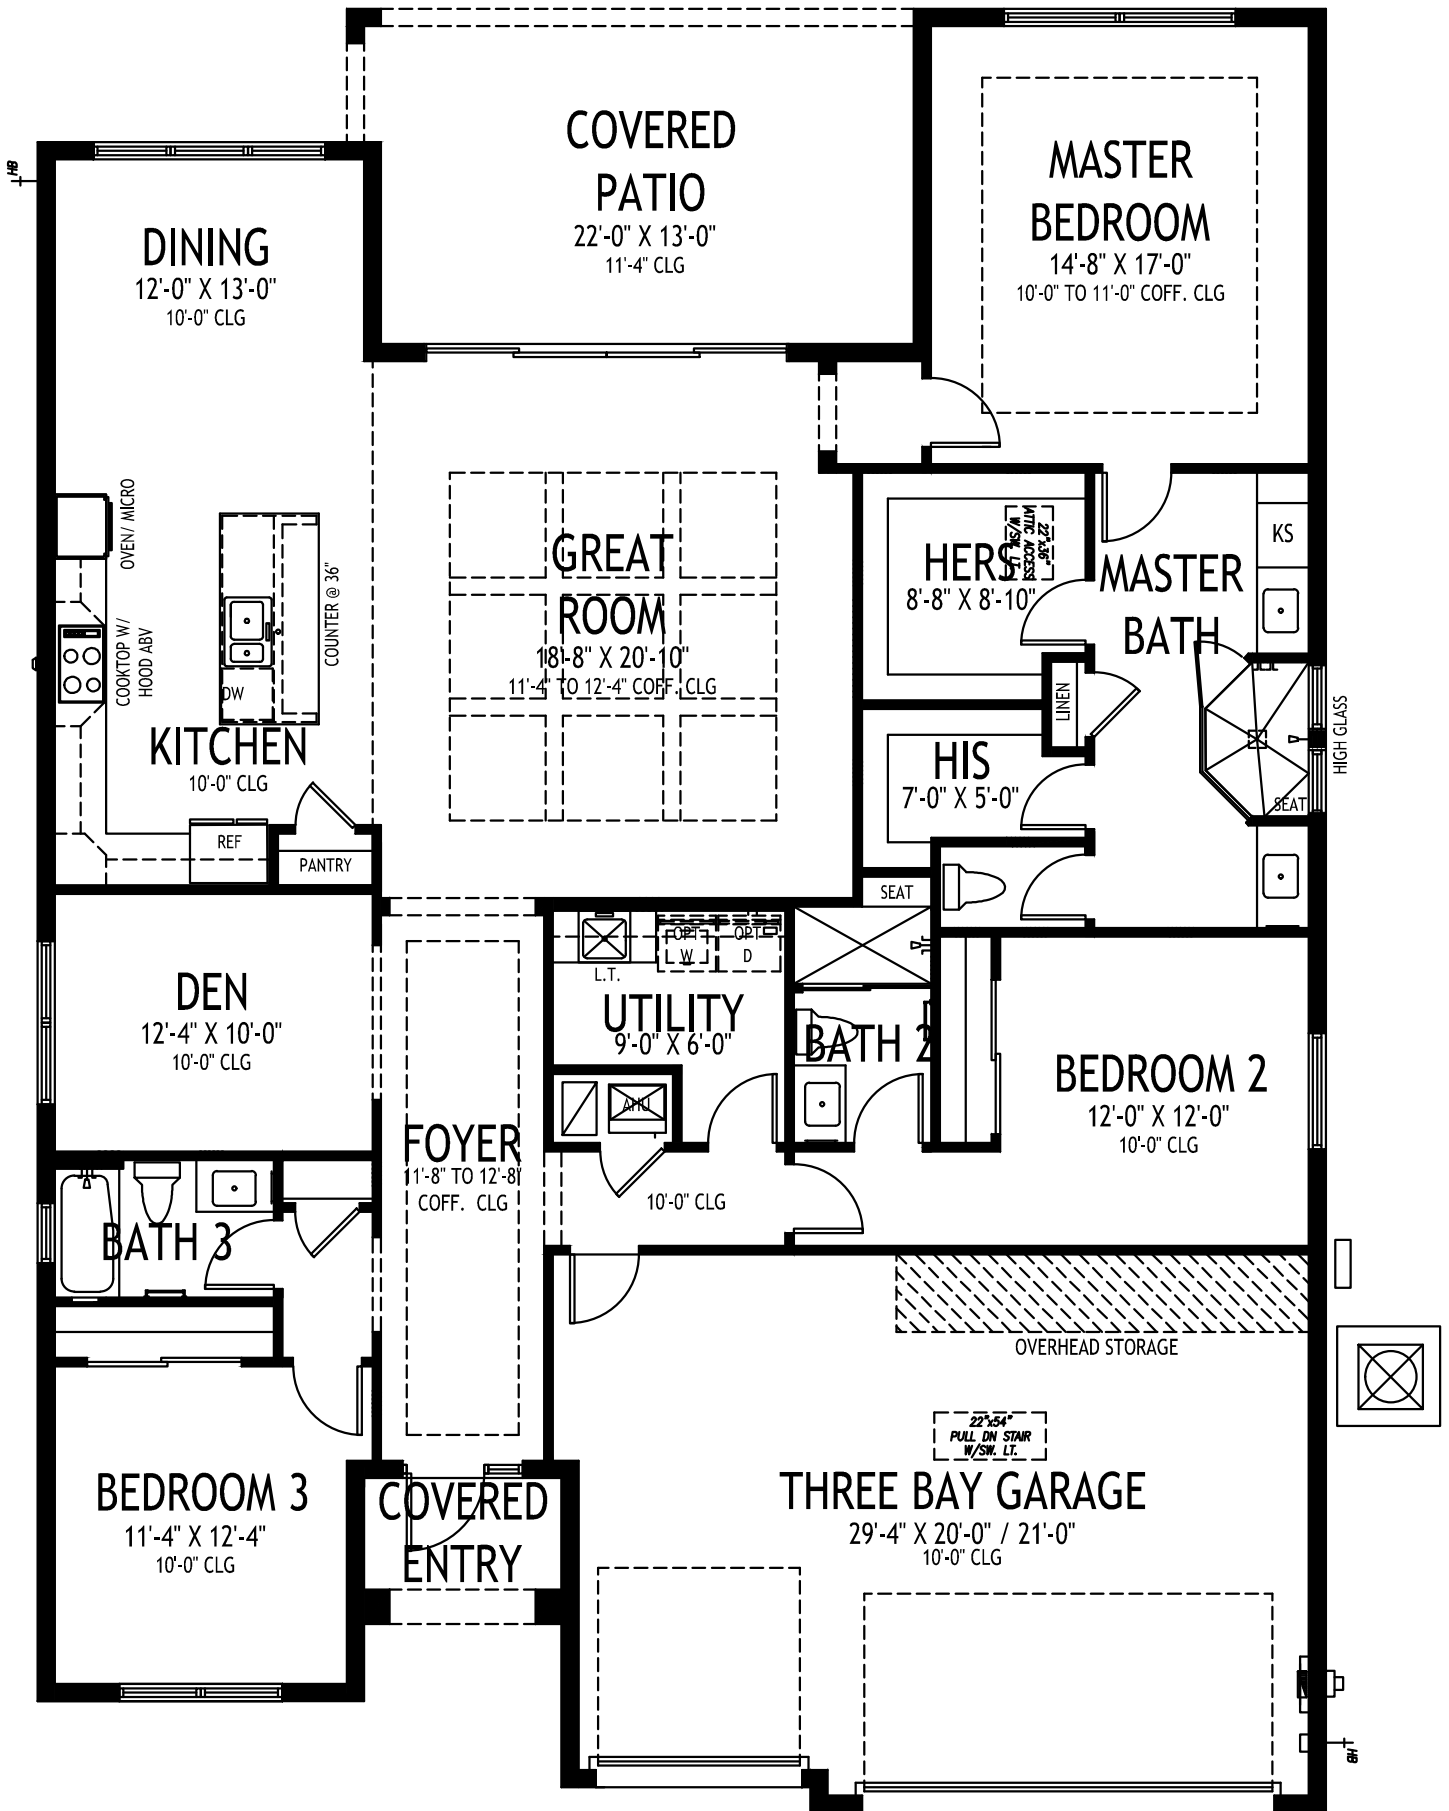 COVERED
PATIO
22'-0" X 13'-0"
11'-4" CLG
MASTER
BEDROOM
14'-8" X 17'-0"
10'-0" TO 11'-0" COFF. CLG
HB
DINING
12'-0" X 13'-0"
10'-0" CLG
OVEN/ MICRO
COOKTOP W/
HOOD ABV
COUNTER @ 36"
DW
KITCHEN
10'-0" CLG
REF
PANTRY
GREAT
ROOM
18'-8" X 20'-10"
11'-4" TO 12'-4" COFF. CLG
HERS
8'-8" X 8'-10"
22"x36"
ATTIC ACCESS
W/SW. LT.
MASTER
BATH
KS
LINEN
HIGH GLASS
SEAT
HIS
7'-0" X 5'-0"
SEAT
DEN
12'-4" X 10'-0"
10'-0" CLG
L.T.
OPT
W
OPT
D
UTILITY
9'-0" X 6'-0"
BATH 2
BEDROOM 2
12'-0" X 12'-0"
10'-0" CLG
AHU
FOYER
11'-8" TO 12'-8"
COFF. CLG
10'-0" CLG
BATH 3
OVERHEAD STORAGE
22"x54"
PULL DN STAIR
W/SW. LT.
BEDROOM 3
11'-4" X 12'-4"
10'-0" CLG
COVERED
ENTRY
THREE BAY GARAGE
29'-4" X 20'-0" / 21'-0"
10'-0" CLG
HB